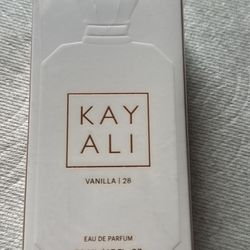 KAY
ALI
VANILLA | 28
EAU DE PARFUM